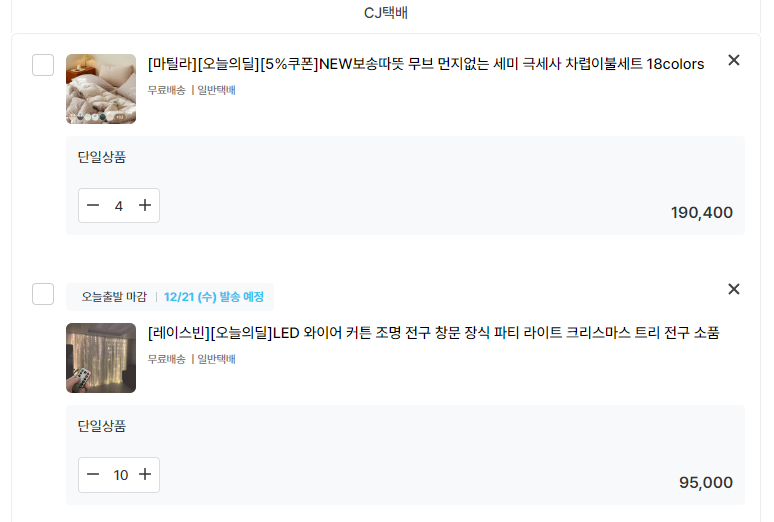 CJ택배
[마틸라][오늘의딜][5%쿠폰]NEW보송따뜻 무브 먼지없는 세미 극세사 차렵이불세트 18colors
무료배송 | 일반택배
단일상품
4
190,400
오늘출발 마감 | 12/21 (수) 발송 예정
[레이스빈][오늘의딜]LED 와이어 커튼 조명 전구 창문 장식 파티 라이트 크리스마스 트리 전구 소품
무료배송 | 일반택배
단일상품
10
95,000